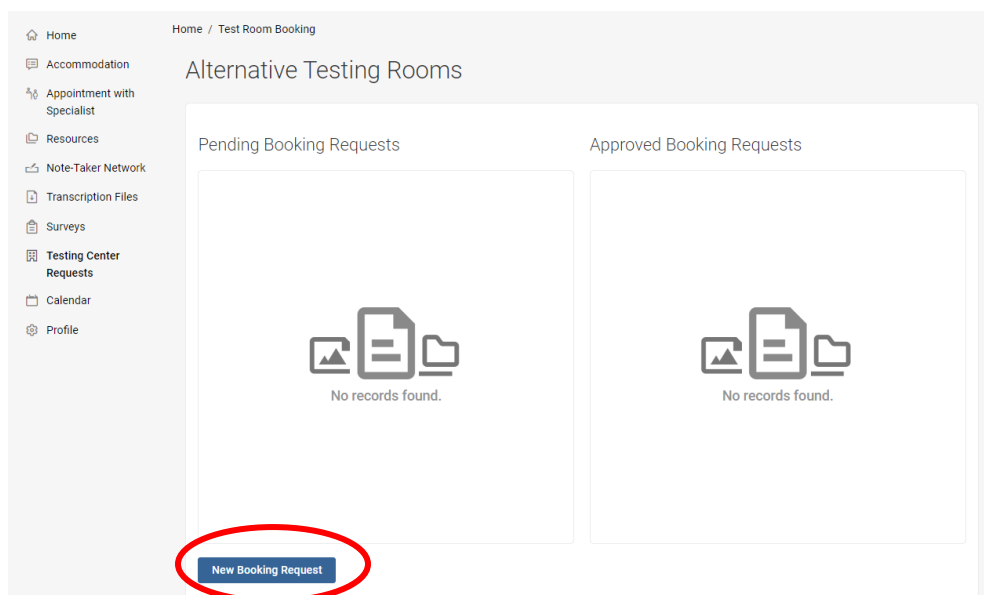 Home
Accommodation
Appointment with
Specialist
Resources
Note-Taker Network
Transcription Files
Surveys
Testing Center
Requests
Calendar
Profile
Home / Test Room Booking
Alternative Testing Rooms
Pending Booking Requests
No records found.
New Booking Request
Approved Booking Requests
No records found.